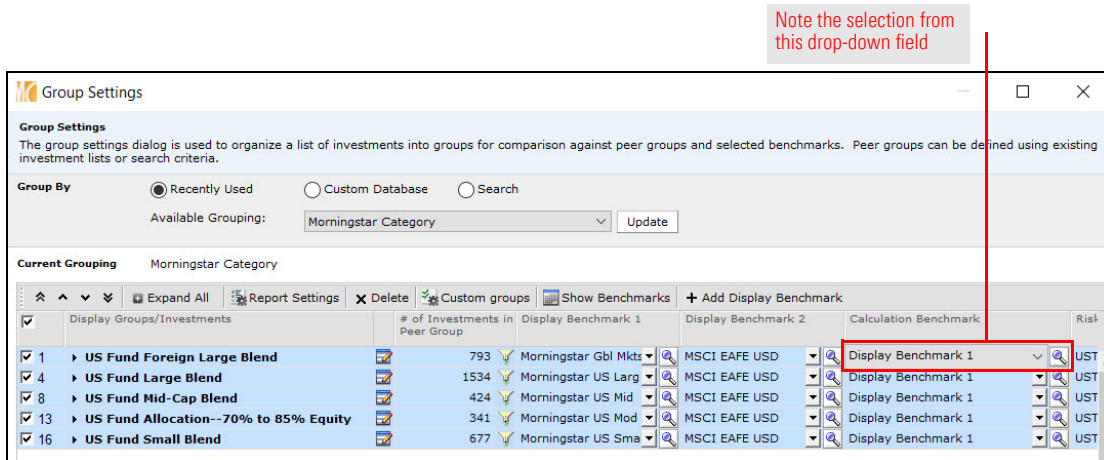 Note the selection from
this drop-down field
Group Settings
Group Settings
The group settings dialog is used to organize a list of investments into groups for comparison against peer groups and selected benchmarks. Peer groups can be defined using existing
investment lists or search criteria.
Group By Recently Used Custom Database Search
Available Grouping: Morningstar Category Update
Current Grouping Morningstar Category
Expand All Report Settings Delete Custom groups Show Benchmarks + Add Display Benchmark
Display Groups/Investments # of Investments in Display Benchmark 1 Display Benchmark 2 Calculation Benchmark Risk
Peer Group
1 US Fund Foreign Large Blend 793 Morningstar Gbl Mkts MSCI EAFE USD Display Benchmark 1 UST
4 US Fund Large Blend 1534 Morningstar US Larg MSCI EAFE USD Display Benchmark 1 UST
8 US Fund Mid-Cap Blend 424 Morningstar US Mid MSCI EAFE USD Display Benchmark 1 UST
13 US Fund Allocation--70% to 85% Equity 341 Morningstar US Mod MSCI EAFE USD Display Benchmark 1 UST
16 US Fund Small Blend 677 Morningstar US Sma MSCI EAFE USD Display Benchmark 1 UST